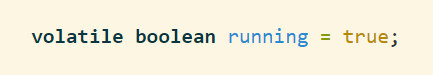 volatile boolean running = true;